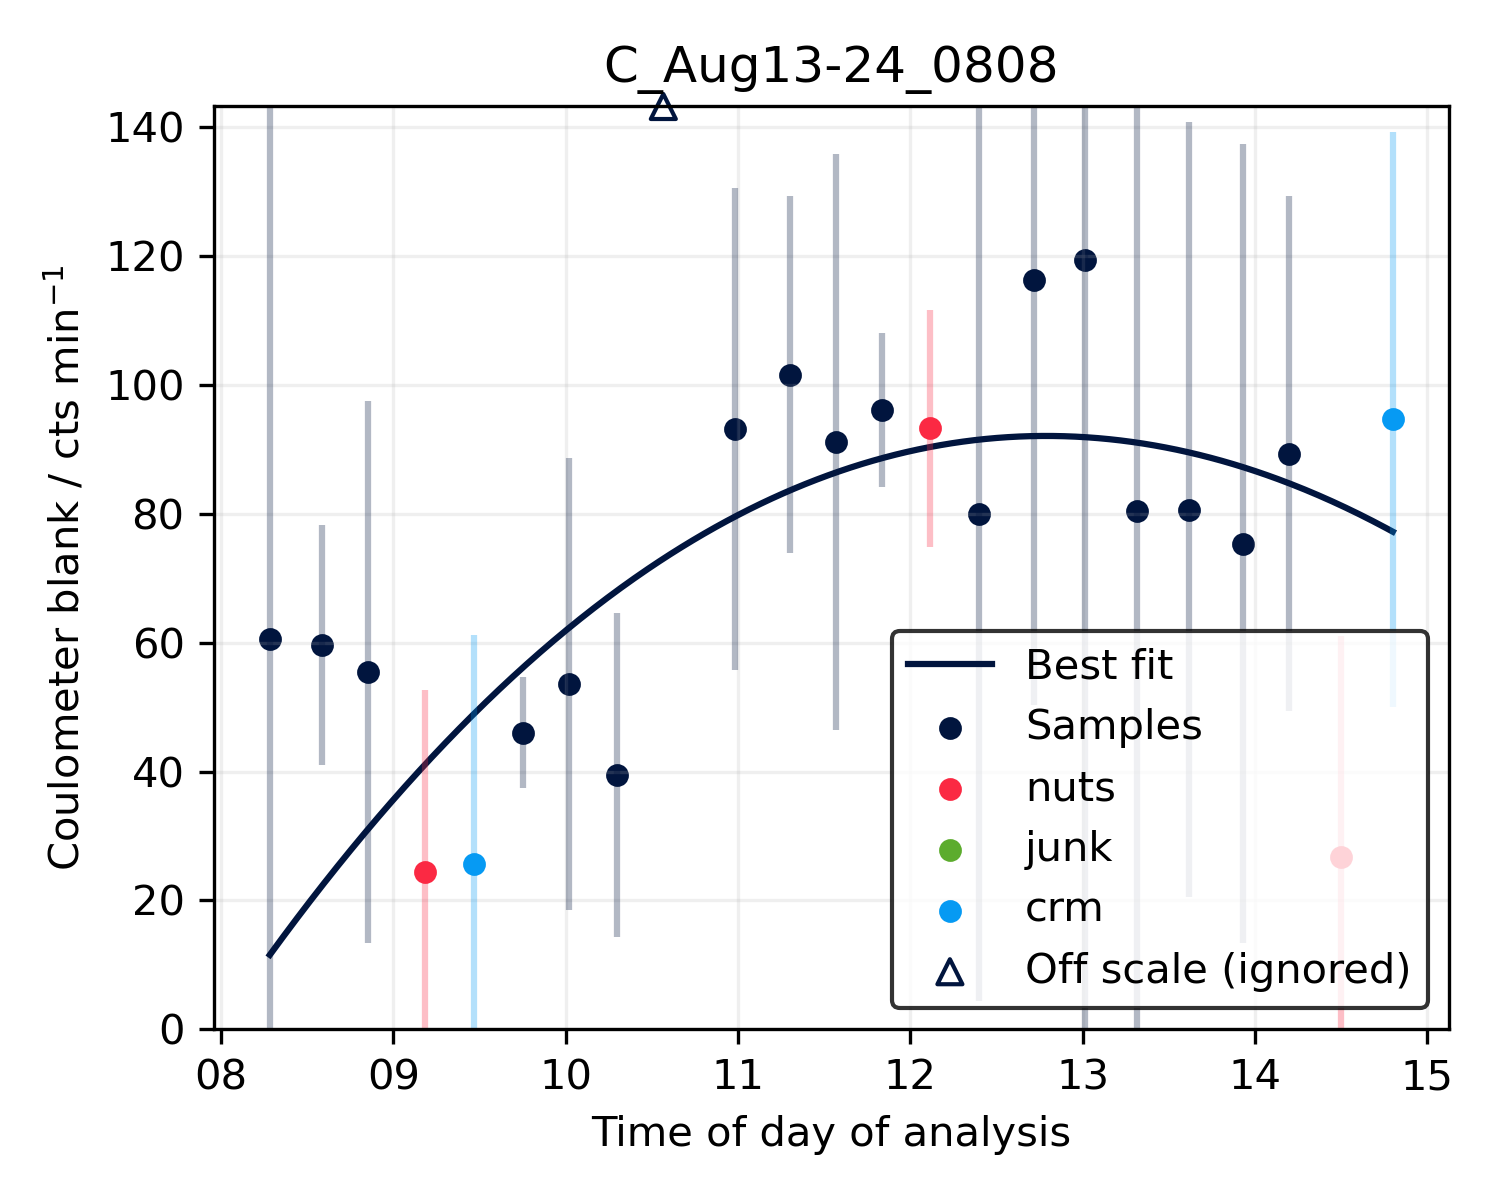 C_Aug13-24_0808
Coulometer blank / cts min⁻¹
140
120
100
80
60
40
20
0
08 09 10 11 12 13 14 15
Time of day of analysis
Best fit
Samples
nuts
junk
crm
Off scale (ignored)